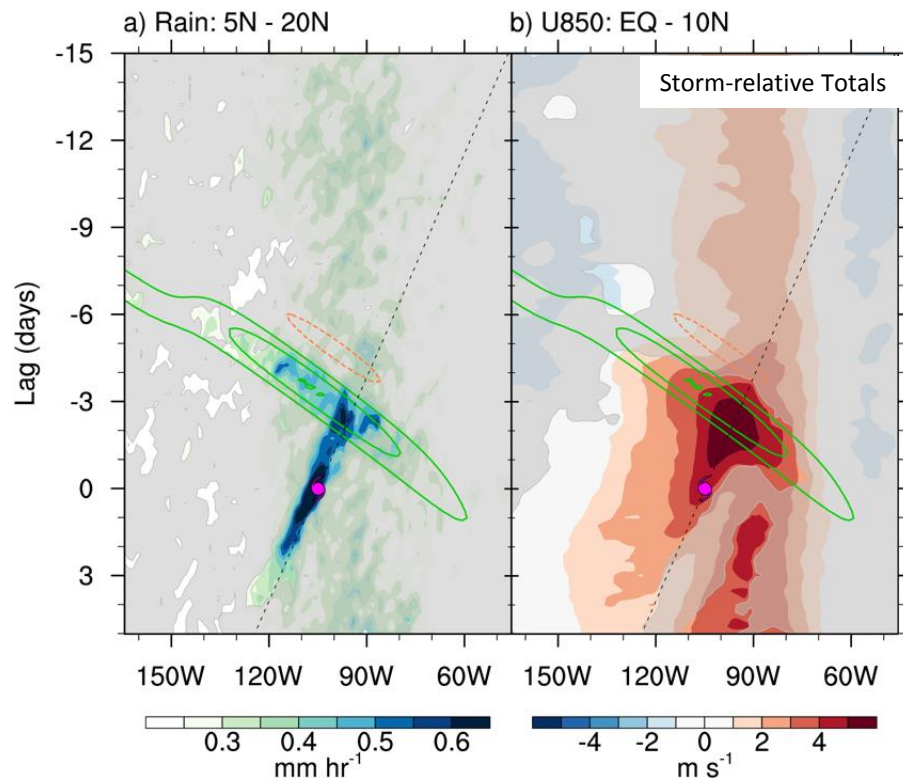 a) Rain: 5N - 20N
b) U850: EQ - 10N
Storm-relative Totals
Lag (days)
-15
-12
-9
-6
-3
0
3
150W 120W 90W 60W
150W 120W 90W 60W
0.3 0.4 0.5 0.6
mm hr-1
-4 -2 0 2 4
m s-1